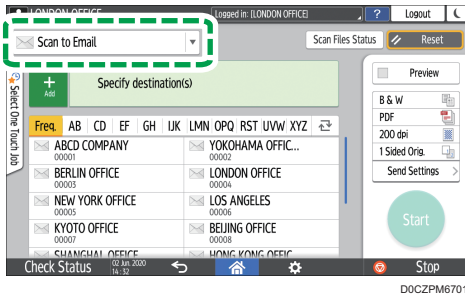 LONDON OFFICE
Logged in: [LONDON OFFICE]
?
Logout
Scan to Email
Scan Files Status
Reset
Select One Touch Job
Add
Specify destination(s)
Preview
B & W
PDF
200 dpi
1 Sided Orig.
Send Settings
Freq. AB CD EF GH IJK LMN OPQ RST UVW XYZ
ABCD COMPANY
00001
YOKOHAMA OFFIC...
00002
BERLIN OFFICE
00003
LONDON OFFICE
00004
NEW YORK OFFICE
00005
LOS ANGELES
00006
KYOTO OFFICE
00007
BEIJING OFFICE
00008
SHANGHAI OFFICE
HONG KONG OFFIC...
Start
Check Status
02 Jun. 2020
14:32
Stop
D0CZPM6701